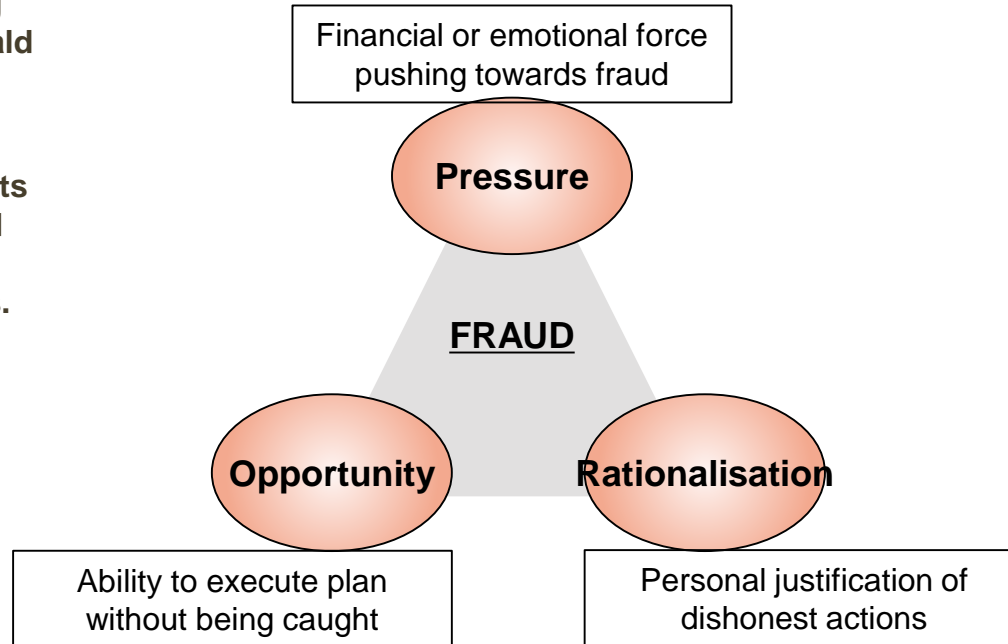 Financial or emotional force
pushing towards fraud
Pressure
FRAUD
Opportunity
Rationalisation
Ability to execute plan
without being caught
Personal justification of
dishonest actions